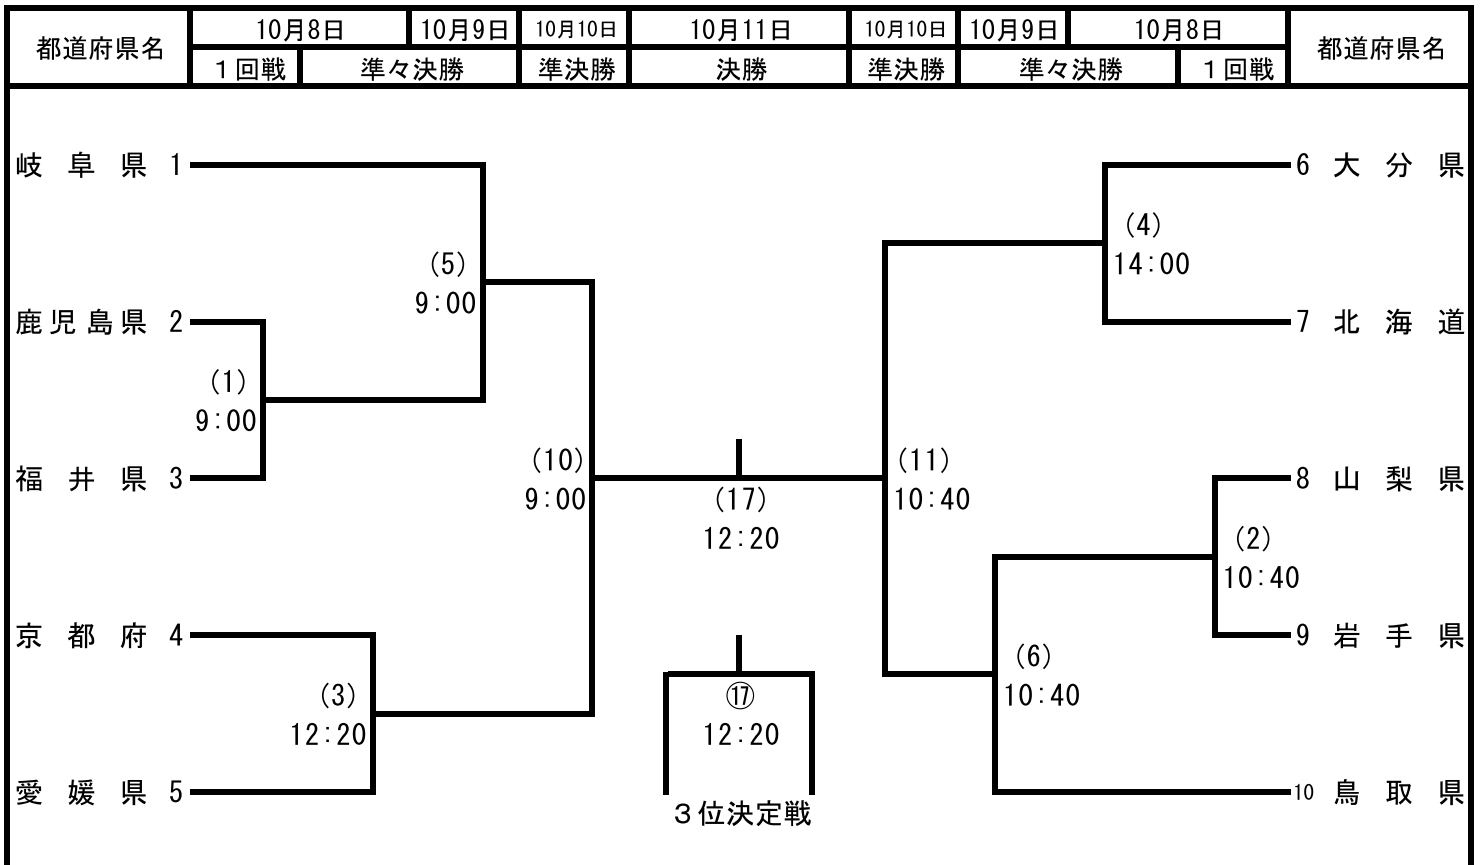 都道府県名 10月8日 10月9日 10月10日 10月11日 10月10日 10月9日 10月8日 都道府県名
1回戦 準々決勝 準決勝 決勝 準決勝 準々決勝 1回戦
岐阜県 1 6 大分県
(4)
(5) 14:00
9:00
鹿児島県 2 7 北海道
(1)
9:00
(10) (11)
福井県 3 8 山梨県
9:00 (17) 10:40
12:20 (2)
10:40
京都府 4 9 岩手県
(6)
(3) ⑰ 10:40
12:20 12:20
愛媛県 5 10 鳥取県
3位決定戦